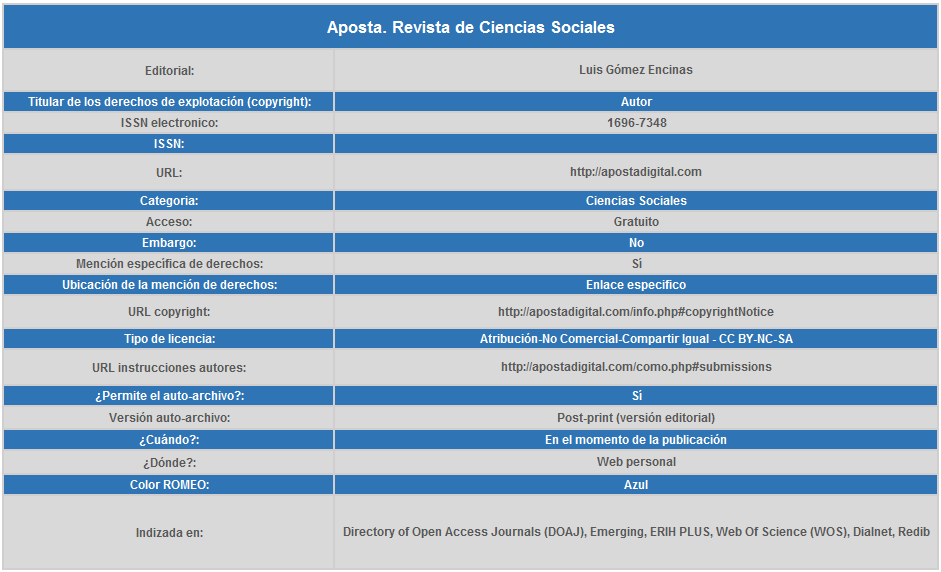 Aposta. Revista de Ciencias Sociales
Editorial: Luis Gómez Encinas
Titular de los derechos de explotación (copyright): Autor
ISSN electronico: 1696-7348
ISSN:
URL: http://apostadigital.com
Categoria: Ciencias Sociales
Acceso: Gratuito
Embargo: No
Mención específica de derechos: Sí
Ubicación de la mención de derechos: Enlace específico
URL copyright: http://apostadigital.com/info.php#copyrightNotice
Tipo de licencia: Atribución-No Comercial-Compartir Igual - CC BY-NC-SA
URL instrucciones autores: http://apostadigital.com/como.php#submissions
¿Permite el auto-archivo?: Sí
Versión auto-archivo: Post-print (versión editorial)
¿Cuándo?: En el momento de la publicación
¿Dónde?: Web personal
Color ROMEO: Azul
Indizada en: Directory of Open Access Journals (DOAJ), Emerging, ERIH PLUS, Web Of Science (WOS), Dialnet, Redib